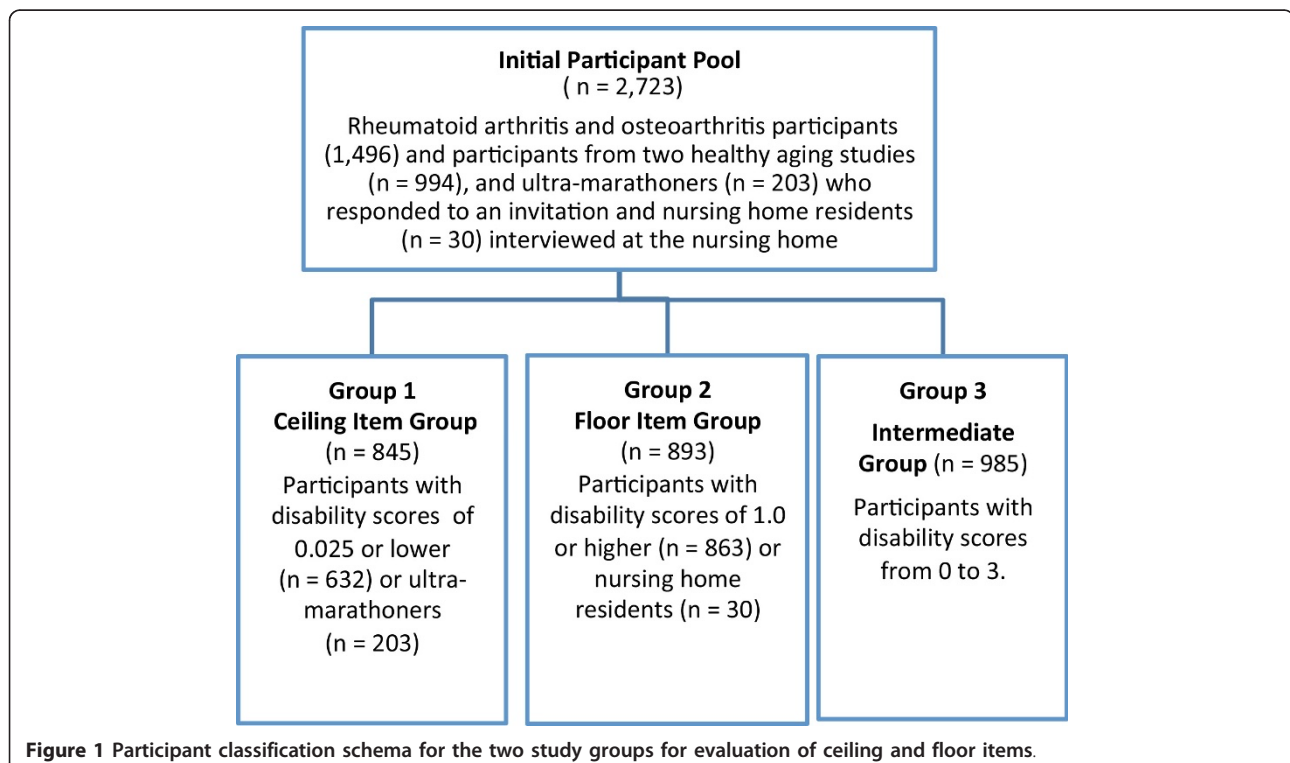 Initial Participant Pool
( n = 2,723)
Rheumatoid arthritis and osteoarthritis participants
(1,496) and participants from two healthy aging studies
(n = 994), and ultra-marathoners (n = 203) who
responded to an invitation and nursing home residents
(n = 30) interviewed at the nursing home
Group 1
Ceiling Item Group
(n = 845)
Participants with
disability scores of
0.025 or lower
(n = 632) or ultra-
marathoners
(n = 203)
Group 2
Floor Item Group
(n = 893)
Participants with
disability scores of 1.0
or higher (n = 863) or
nursing home
residents (n = 30)
Group 3
Intermediate
Group (n = 985)
Participants with
disability scores
from 0 to 3.
Figure 1 Participant classification schema for the two study groups for evaluation of ceiling and floor items.